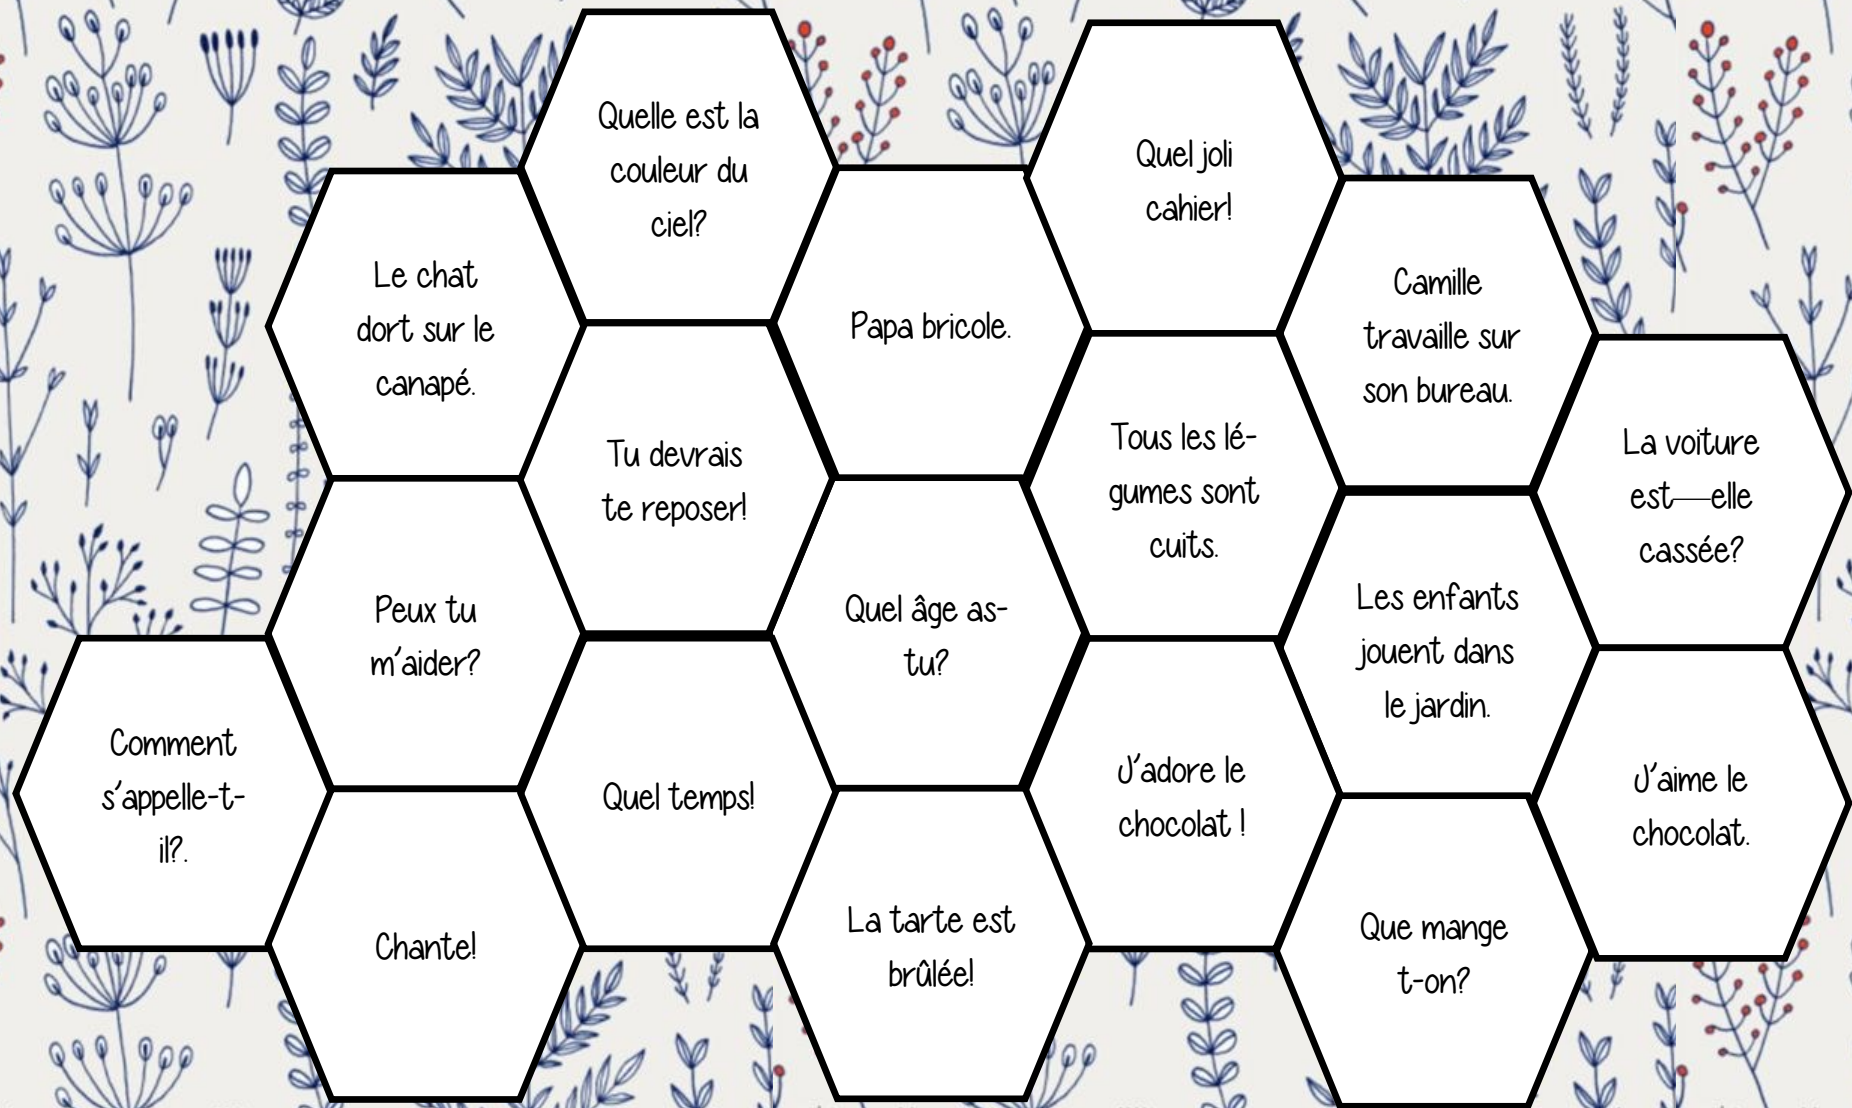 Quelle est la
couleur du
ciel?
Quel joli
cahier!
Le chat
dort sur le
canapé.
Papa bricole.
Camille
travaille sur
son bureau.
Tu devrais
te reposer!
Tous les lé-
gumes sont
cuits.
La voiture
est—elle
cassée?
Peux tu
m'aider?
Quel âge as-
tu?
Les enfants
jouent dans
le jardin.
Comment
s'appelle-t-
il?.
Quel temps!
J'adore le
chocolat !
J'aime le
chocolat.
Chante!
La tarte est
brûlée!
Que mange
t-on?